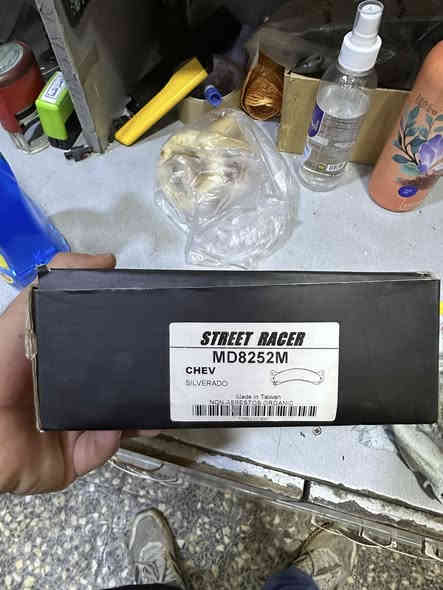 STREET RACER
MD8252M
CHEV
SILVERADO
Made in Taiwan
NON-ASBESTOS ORGANIC